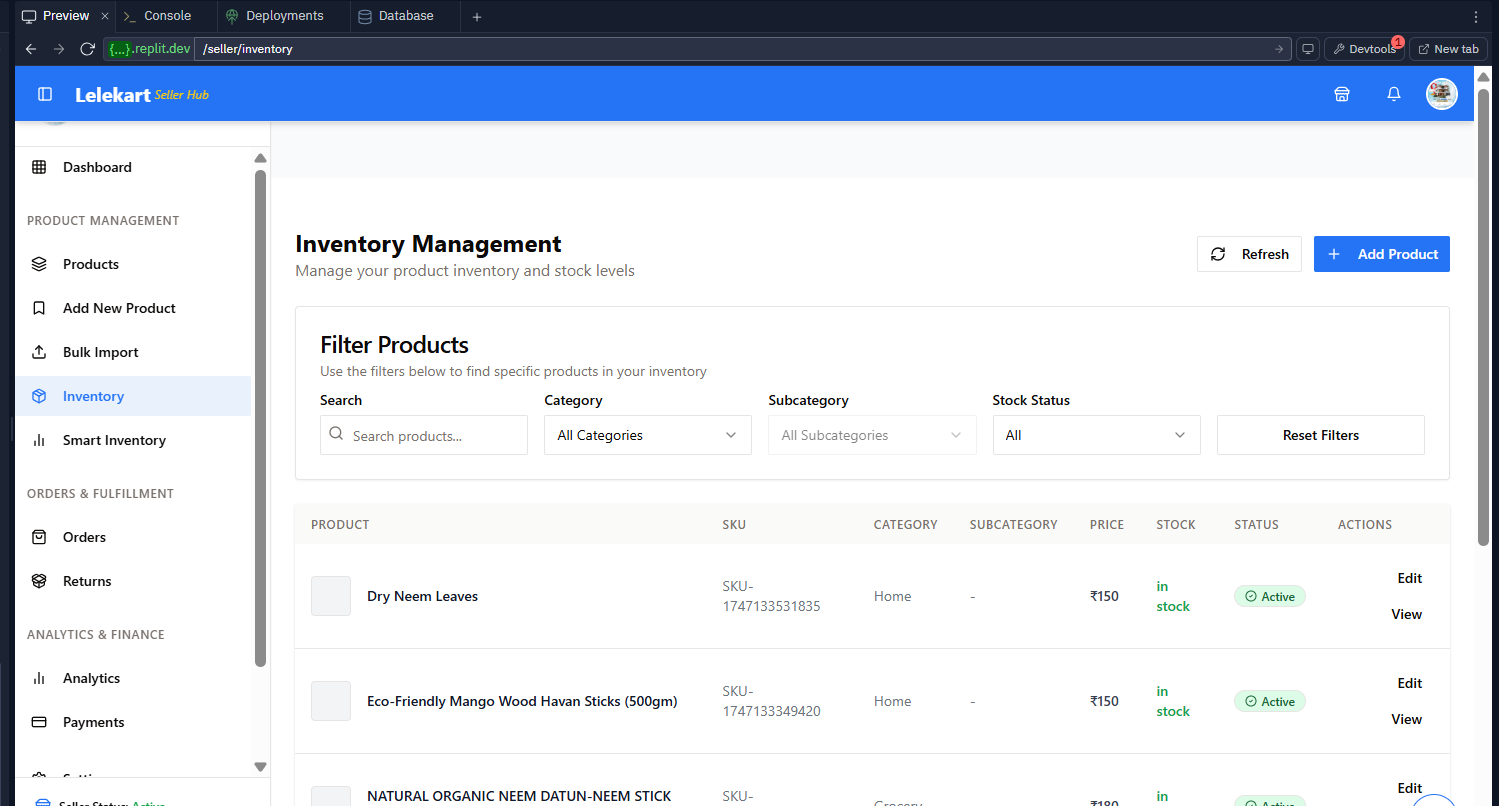 Preview
Console
Deployments
Database
{...}.replit.dev
/seller/inventory
Devtools
1
New tab
Lelekart Seller Hub
Dashboard
PRODUCT MANAGEMENT
Products
Add New Product
Bulk Import
Inventory
Smart Inventory
ORDERS & FULFILLMENT
Orders
Returns
ANALYTICS & FINANCE
Analytics
Payments
Seller Status: Active
Inventory Management
Manage your product inventory and stock levels
Refresh
Add Product
Filter Products
Use the filters below to find specific products in your inventory
Search
Category
Subcategory
Stock Status
Search products...
All Categories
All Subcategories
All
Reset Filters
PRODUCT SKU CATEGORY SUBCATEGORY PRICE STOCK STATUS ACTIONS
Dry Neem Leaves
SKU-
1747133531835
Home
-
₹150
in
stock
Active
Edit
View
Eco-Friendly Mango Wood Havan Sticks (500gm)
SKU-
1747133349420
Home
-
₹150
in
stock
Active
Edit
View
NATURAL ORGANIC NEEM DATUN-NEEM STICK
SKU-
Grocery
₹180
in
Active
Edit